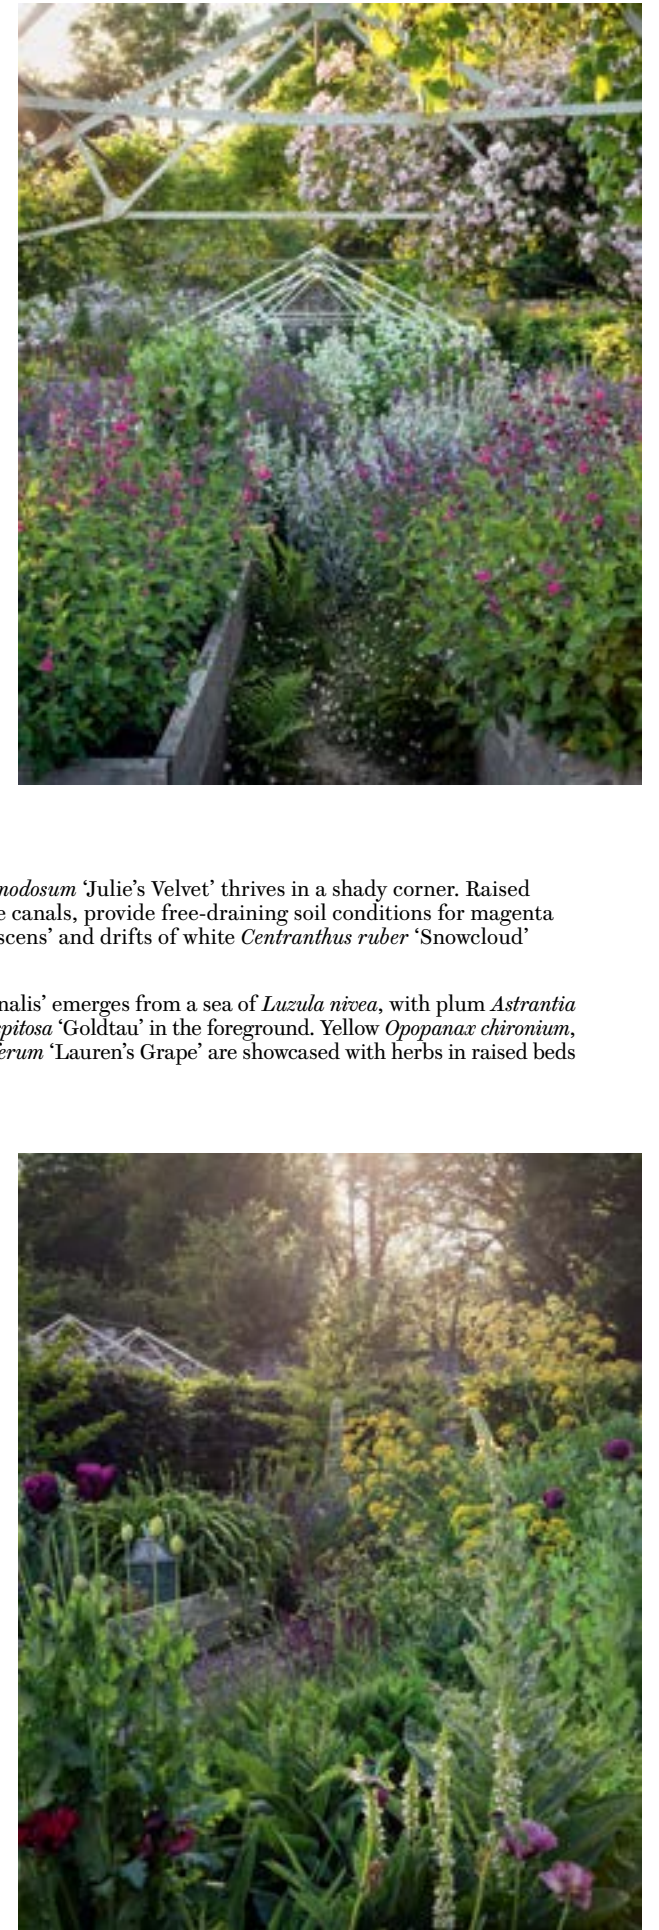 nodosum ‘Julie’s Velvet’ thrives in a shady corner. Raised
canals, provide free-draining soil conditions for magenta
scens’ and drifts of white Centranthus ruber ‘Snowcloud’
nalis’ emerges from a sea of Luzula nivea, with plum Astrantia
pitosa ‘Goldtau’ in the foreground. Yellow Opopanax chironium,
erum ‘Lauren’s Grape’ are showcased with herbs in raised beds